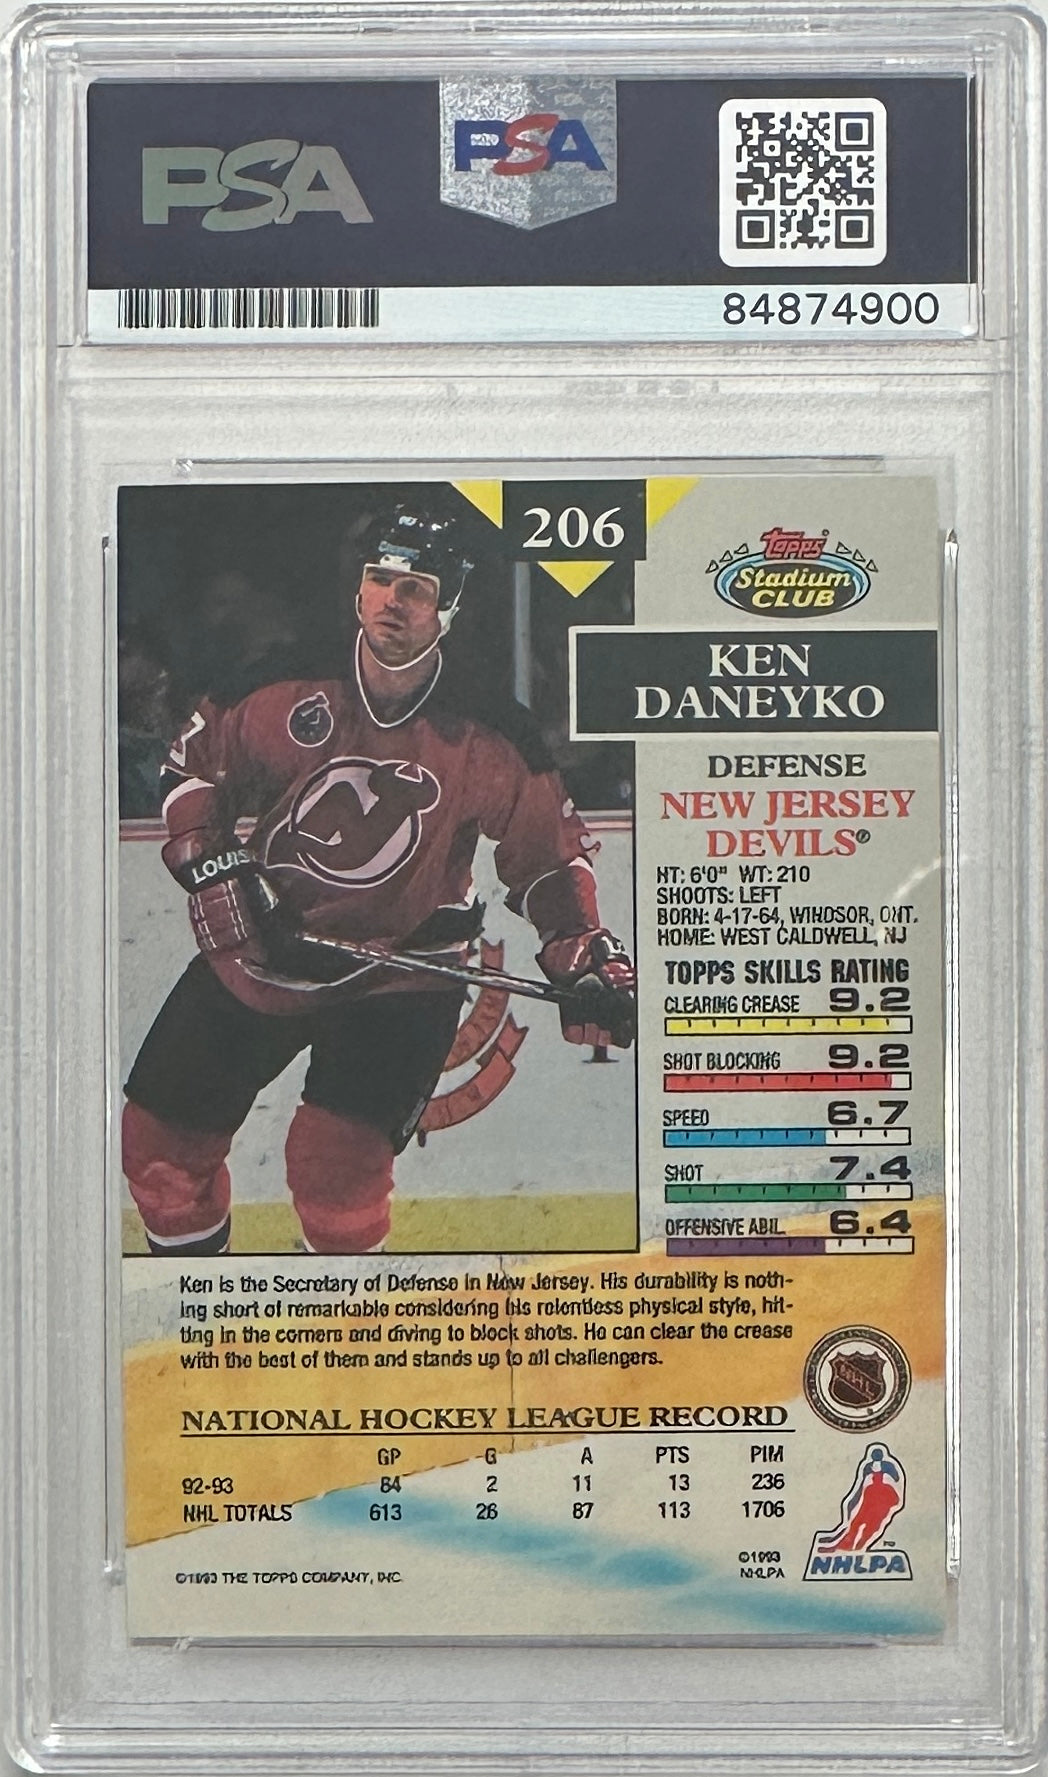 PSA
PSA
84874900
206
Topps
Stadium
CLUB
KEN
DANEYKO
DEFENSE
NEW JERSEY
DEVILS®
HT: 6'0" WT: 210
SHOOTS: LEFT
BORN: 4-17-64, WINDSOR, ONT.
HOME: WEST CALDWELL, NJ
TOPPS SKILLS RATING
CLEARING CREASE 9.2
SHOT BLOCKING 9.2
SPEED 6.7
SHOT 7.4
OFFENSIVE ABIL. 6.4
LOUIS
Ken is the Secretary of Defense in New Jersey. His durability is noth-
ing short of remarkable considering his relentless physical style, hit-
ting in the corners and diving to block shots. He can clear the crease
with the best of them and stands up to all challengers.
NHL
NATIONAL HOCKEY LEAGUE RECORD
GP G A PTS PIM
92-93 84 2 11 13 236
NHL TOTALS 613 26 87 113 1706
©1993 THE TOPPS COMPANY, INC.
©1993
NHLPA
NHLPA